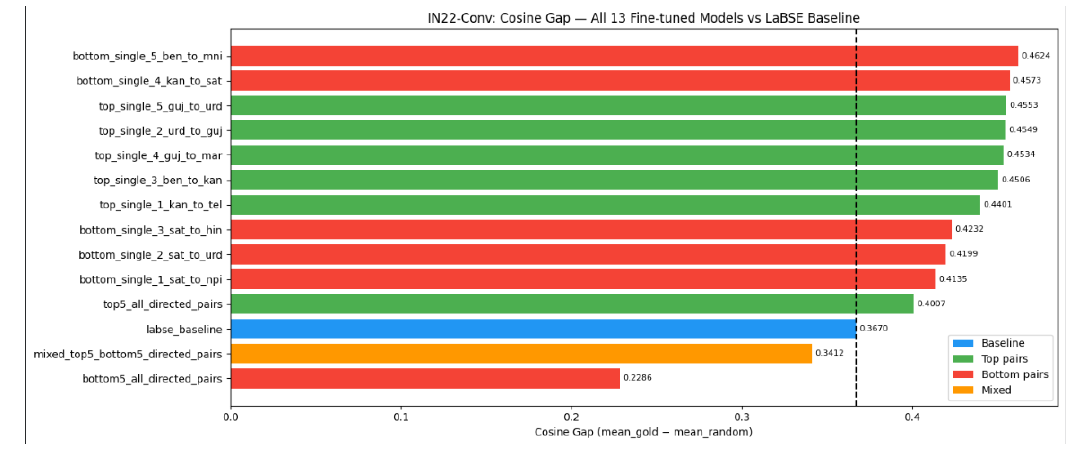 IN22-Conv: Cosine Gap — All 13 Fine-tuned Models vs LaBSE Baseline
bottom_single_5_ben_to_mni 0.4624
bottom_single_4_kan_to_sat 0.4573
top_single_5_guj_to_urd 0.4553
top_single_2_urd_to_guj 0.4549
top_single_4_guj_to_mar 0.4534
top_single_3_ben_to_kan 0.4506
top_single_1_kan_to_tel 0.4401
bottom_single_3_sat_to_hin 0.4232
bottom_single_2_sat_to_urd 0.4199
bottom_single_1_sat_to_npi 0.4135
top5_all_directed_pairs 0.4007
labse_baseline 0.3670
mixed_top5_bottom5_directed_pairs 0.3412
bottom5_all_directed_pairs 0.2286
Baseline
Top pairs
Bottom pairs
Mixed
0.0 0.1 0.2 0.3 0.4
Cosine Gap (mean_gold − mean_random)